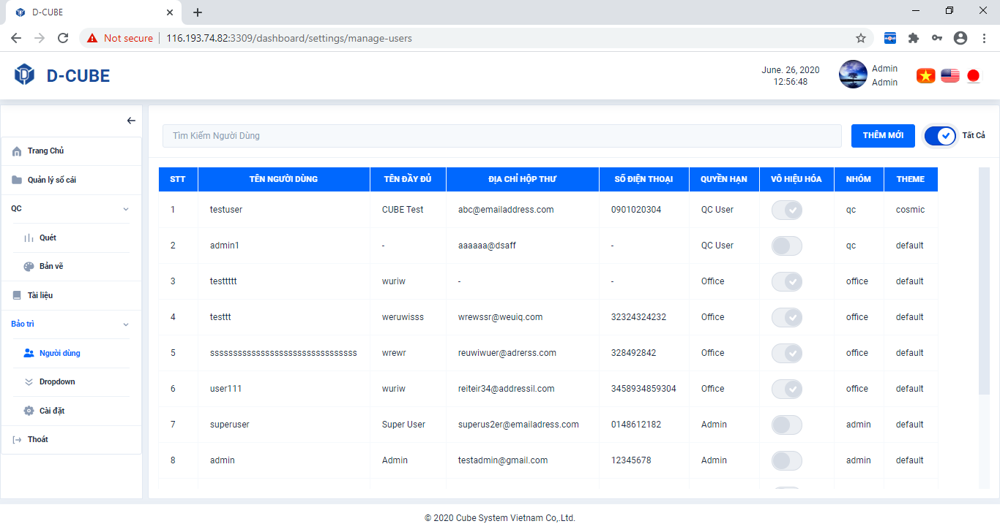 D-CUBE
Not secure 116.193.74.82:3309/dashboard/settings/manage-users
D-CUBE
June. 26, 2020
12:56:48
Admin
Admin
Trang Chủ
Quản lý sổ cái
QC
Quét
Bản vẽ
Tài liệu
Bảo trì
Người dùng
Dropdown
Cài đặt
Thoát
Tìm Kiếm Người Dùng
THÊM MỚI
Tất Cả
STT TÊN NGƯỜI DÙNG TÊN ĐẦY ĐỦ ĐỊA CHỈ HỘP THƯ SỐ ĐIỆN THOẠI QUYỀN HẠN VÔ HIỆU HÓA NHÓM THEME
1 testuser CUBE Test abc@emailaddress.com 0901020304 QC User qc cosmic
2 admin1 - aaaaaa@dsaff - QC User qc default
3 testtttt wuriw - - Office office default
4 testtt weruwisss wrewssr@weuiq.com 32324324232 Office office default
5 ssssssssssssssssssssssssssssssss wrewr reuwiwuer@adrerss.com 328492842 Office office default
6 user111 wuriw reiteir34@addressil.com 3458934859304 Office office default
7 superuser Super User superus2er@emailadress.com 0148612182 Admin admin default
8 admin Admin testadmin@gmail.com 12345678 Admin admin default
© 2020 Cube System Vietnam Co,.Ltd.